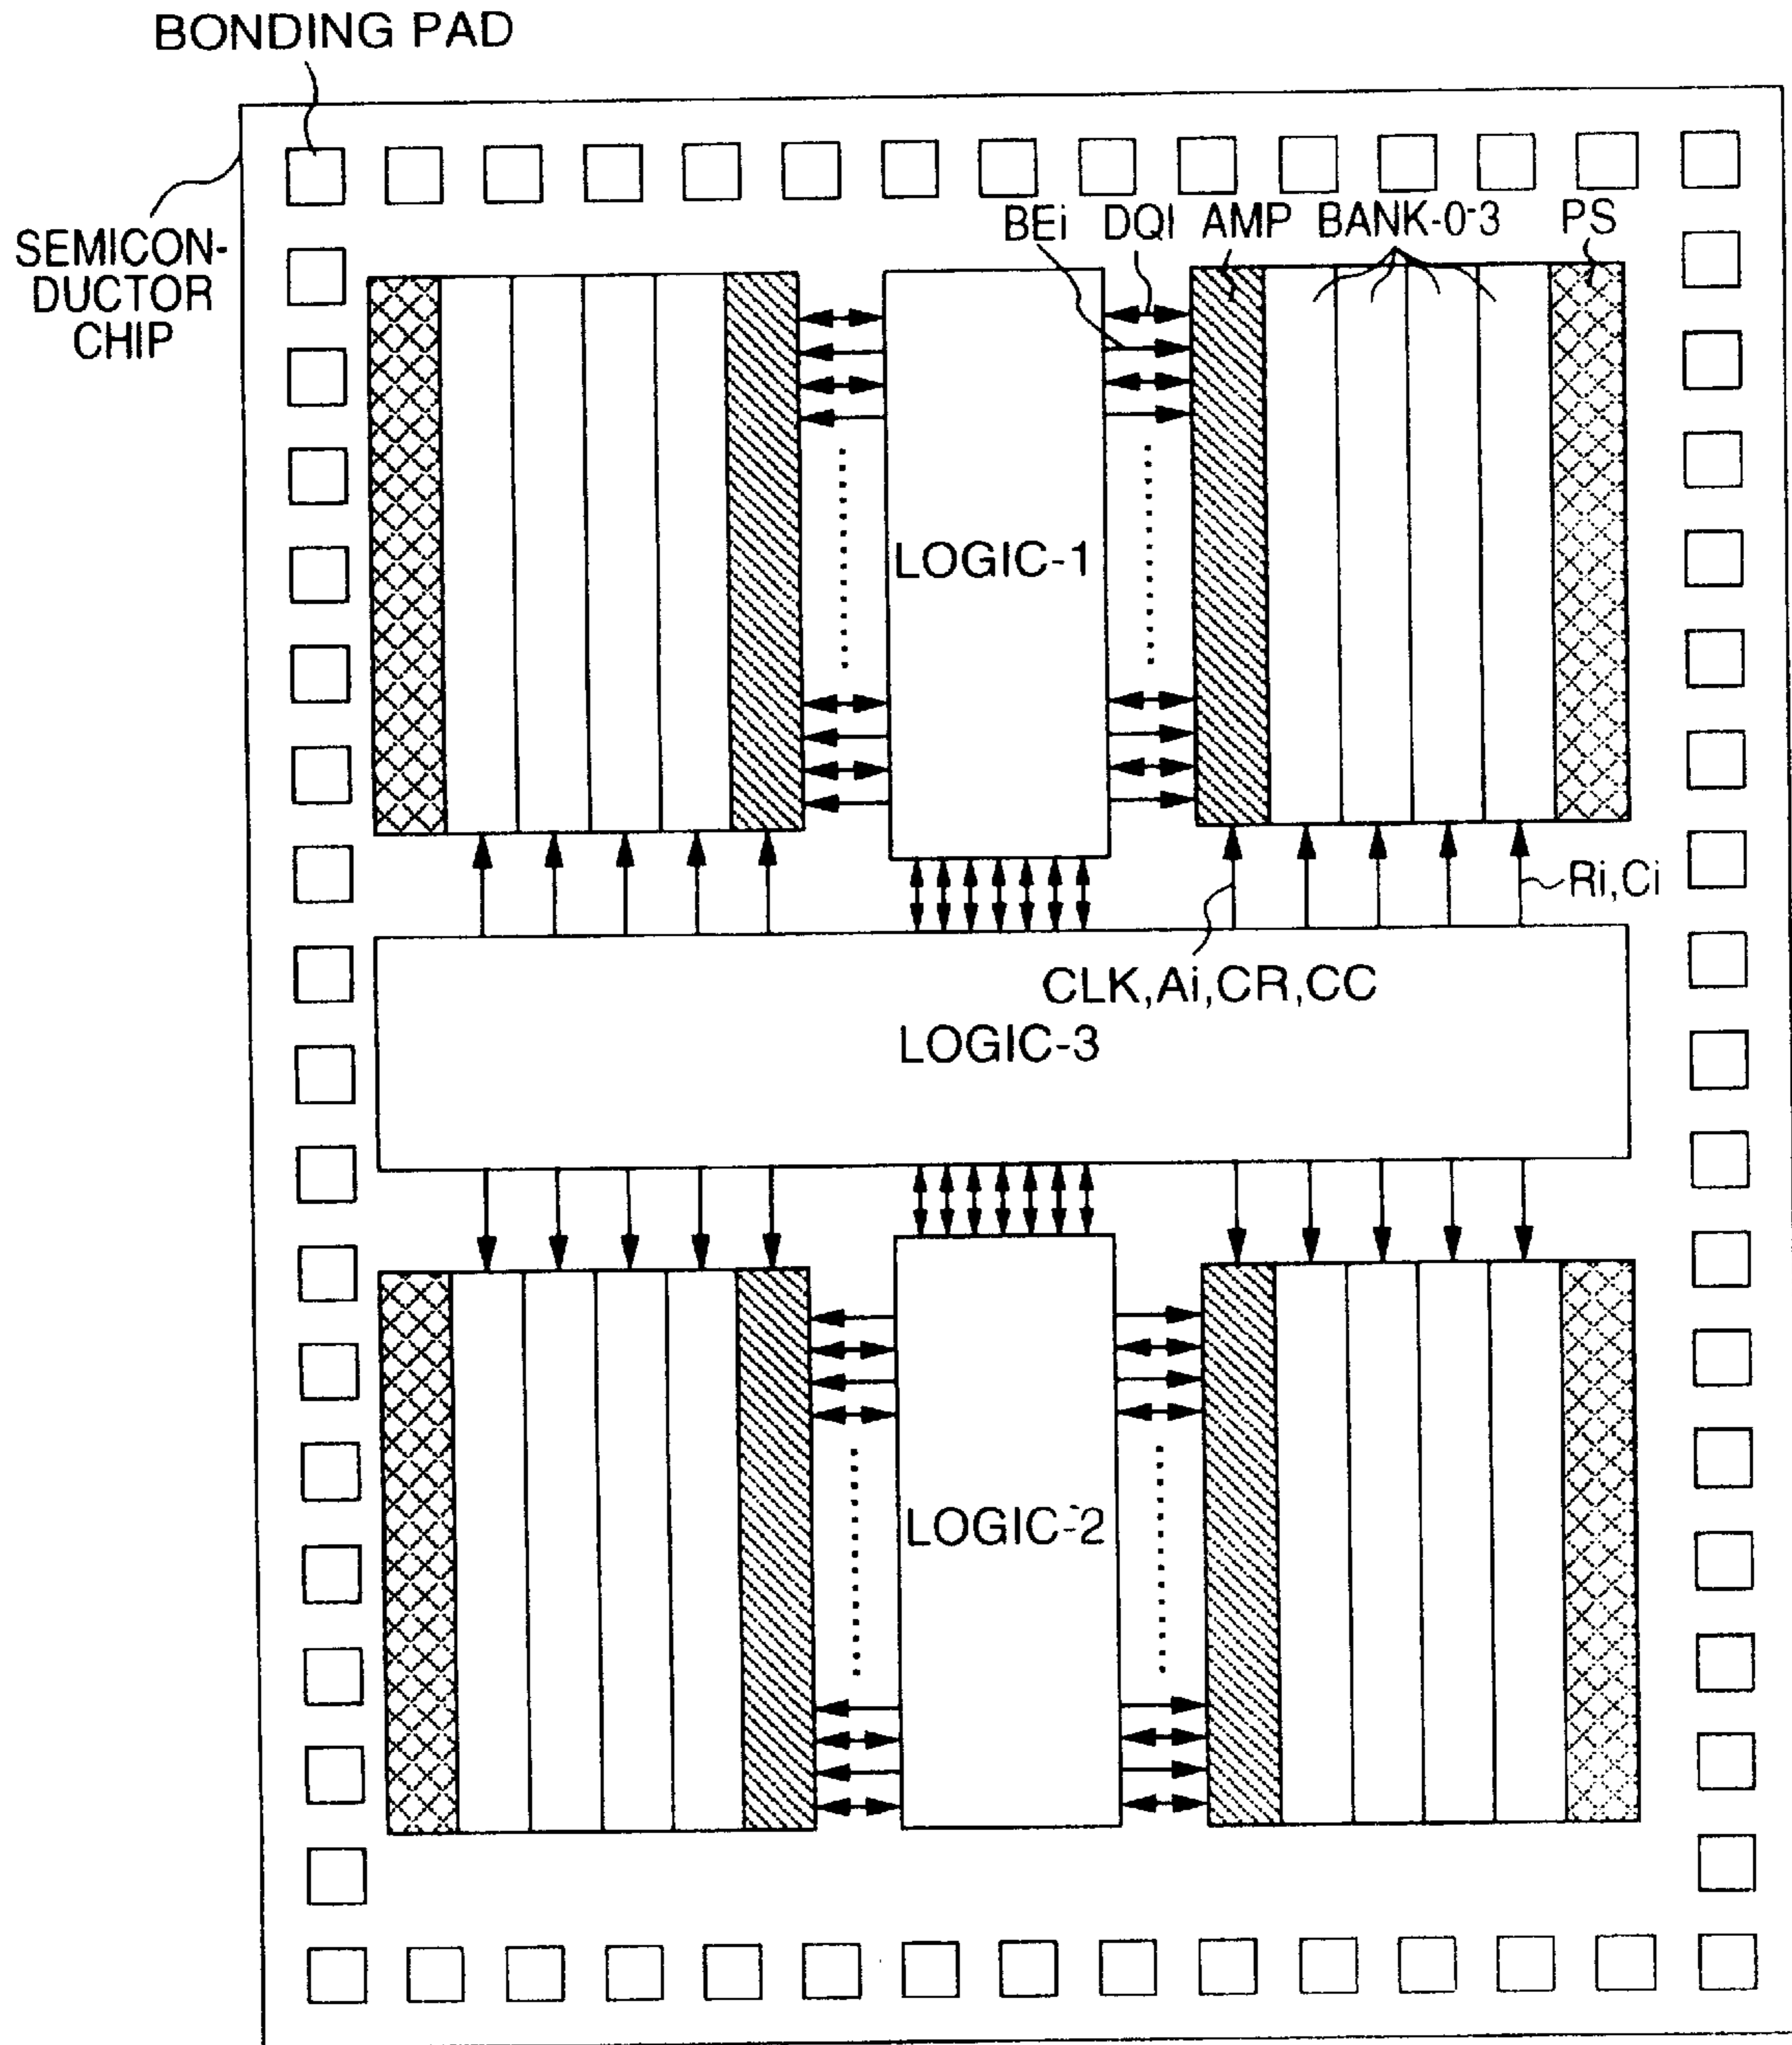 BONDING PAD
SEMICON-
DUCTOR
CHIP
BEi DQI AMP BANK-0-3 PS
LOGIC-1
Ri,Ci
CLK,Ai,CR,CC
LOGIC-3
LOGIC-2